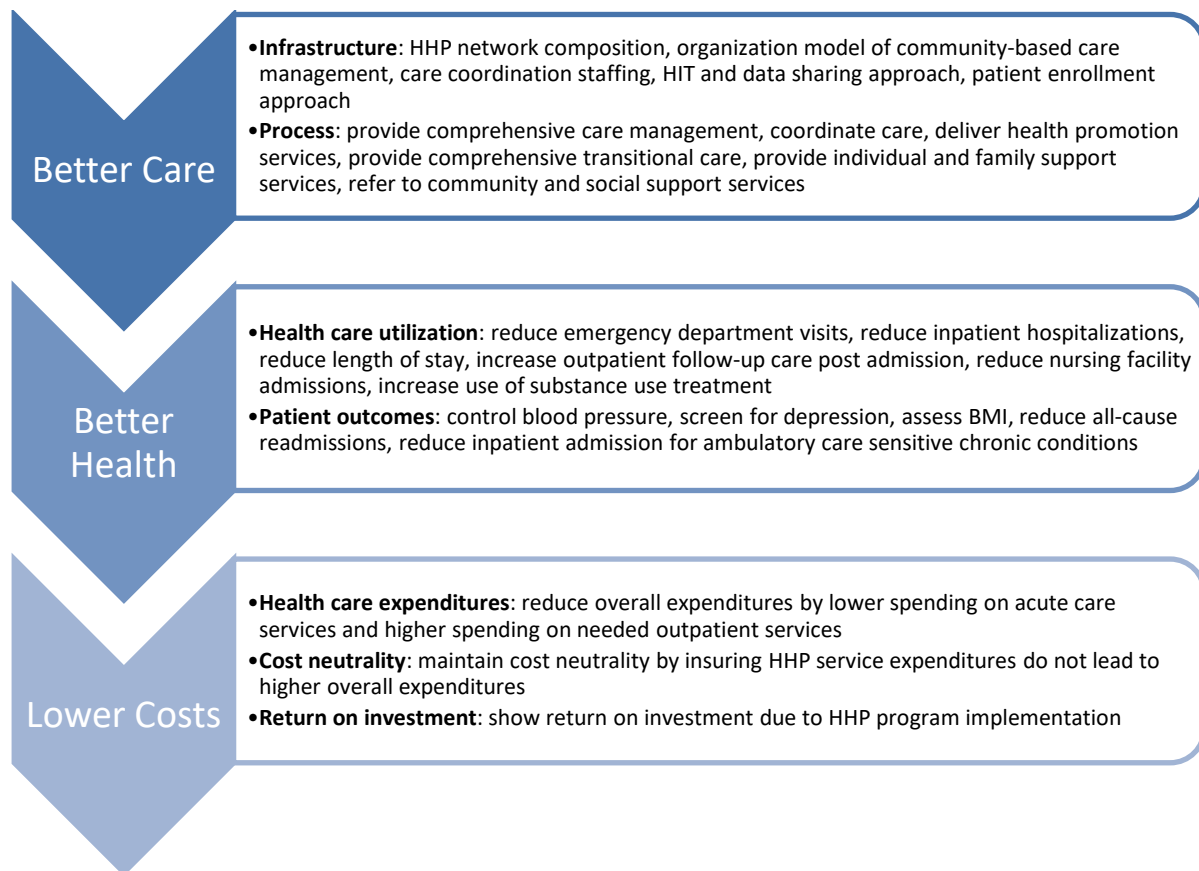 Better Care
•Infrastructure: HHP network composition, organization model of community-based care
management, care coordination staffing, HIT and data sharing approach, patient enrollment
approach
•Process: provide comprehensive care management, coordinate care, deliver health promotion
services, provide comprehensive transitional care, provide individual and family support
services, refer to community and social support services
Better
Health
•Health care utilization: reduce emergency department visits, reduce inpatient hospitalizations,
reduce length of stay, increase outpatient follow-up care post admission, reduce nursing facility
admissions, increase use of substance use treatment
•Patient outcomes: control blood pressure, screen for depression, assess BMI, reduce all-cause
readmissions, reduce inpatient admission for ambulatory care sensitive chronic conditions
Lower Costs
•Health care expenditures: reduce overall expenditures by lower spending on acute care
services and higher spending on needed outpatient services
•Cost neutrality: maintain cost neutrality by insuring HHP service expenditures do not lead to
higher overall expenditures
•Return on investment: show return on investment due to HHP program implementation